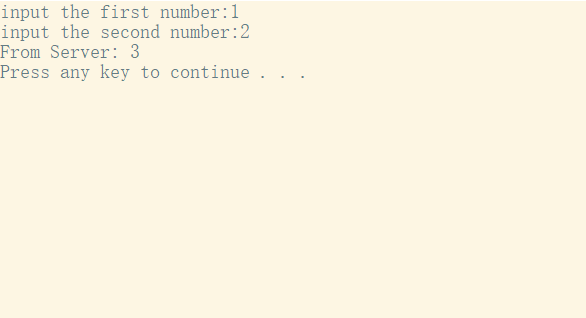 input the first number:1
input the second number:2
From Server: 3
Press any key to continue . . .